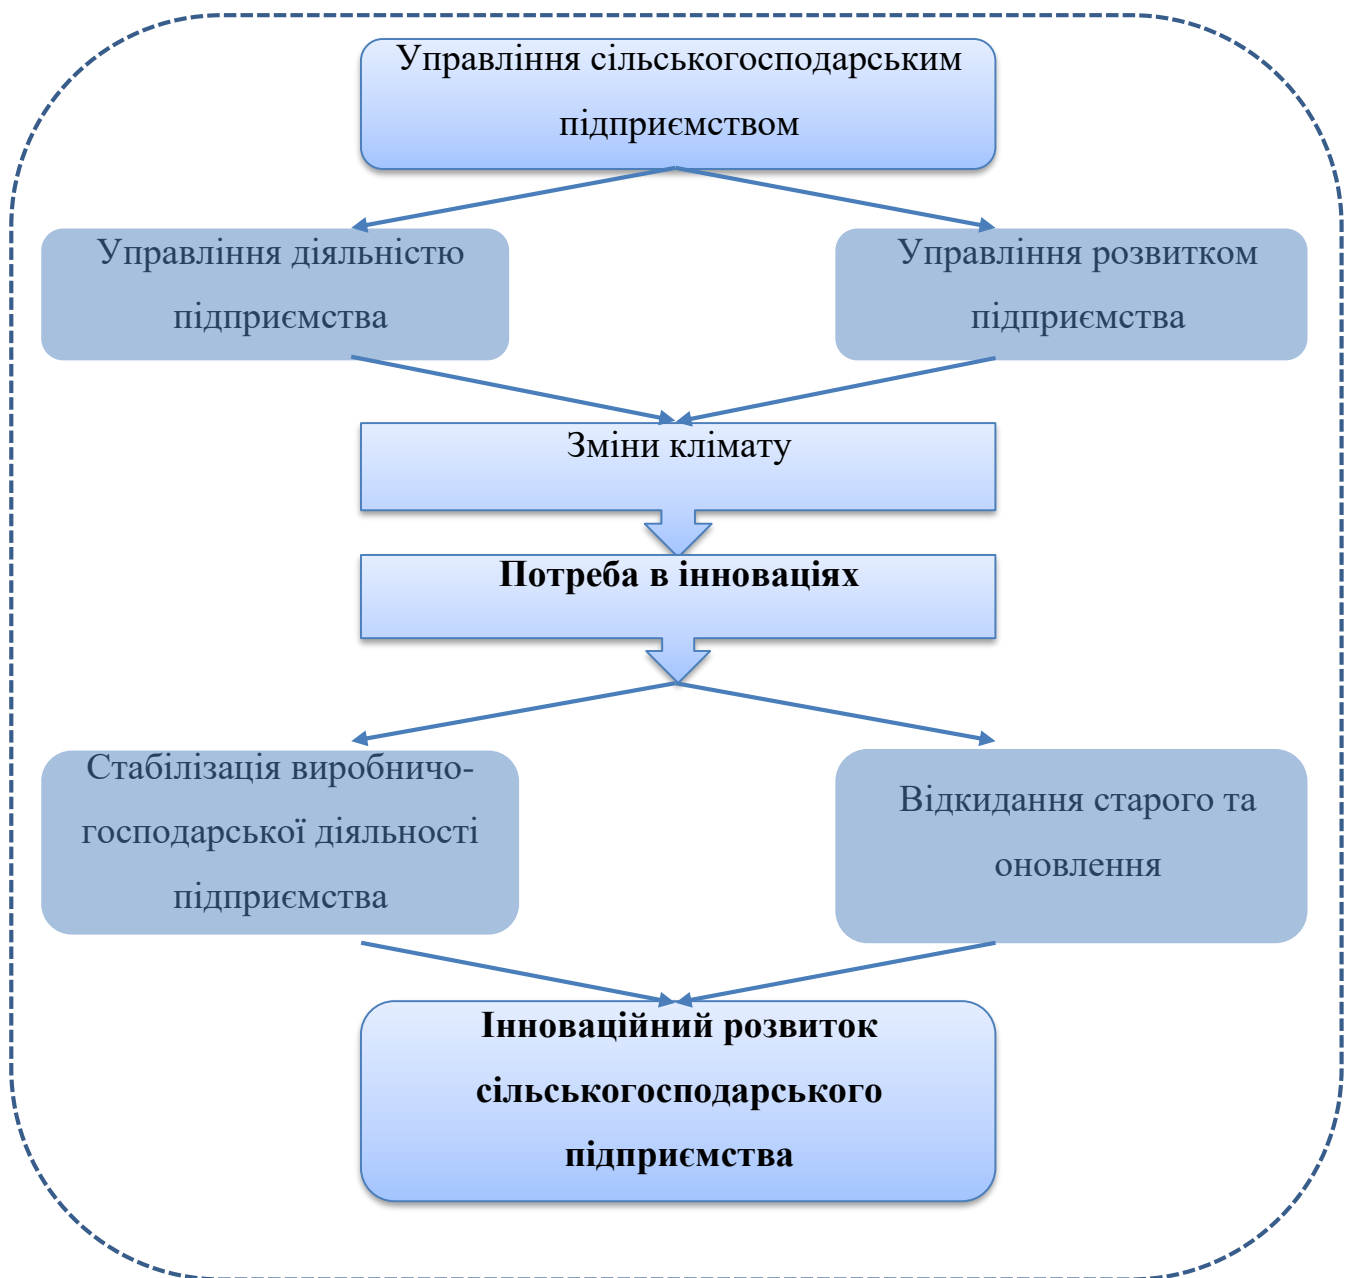 Управління сільськогосподарським
підприємством
Управління діяльністю
підприємства
Управління розвитком
підприємства
Зміни клімату
Потреба в інноваціях
Стабілізація виробничо-
господарської діяльності
підприємства
Відкидання старого та
оновлення
Інноваційний розвиток
сільськогосподарського
підприємства